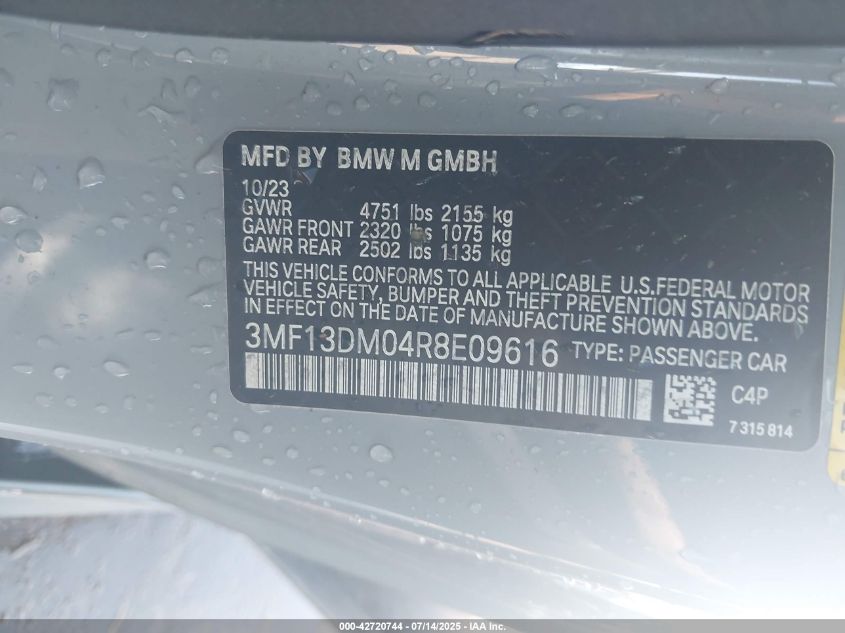 MFD BY BMW M GMBH
10/23
GVWR 4751 lbs 2155 kg
GAWR FRONT 2320 lbs 1075 kg
GAWR REAR 2502 lbs 1135 kg
THIS VEHICLE CONFORMS TO ALL APPLICABLE U.S.FEDERAL MOTOR
VEHICLE SAFETY, BUMPER AND THEFT PREVENTION STANDARDS
IN EFFECT ON THE DATE OF MANUFACTURE SHOWN ABOVE.
3MF13DM04R8E09616 TYPE: PASSENGER CAR
C4P
7 315 814
000-42720744 - 07/14/2025 - IAA Inc.